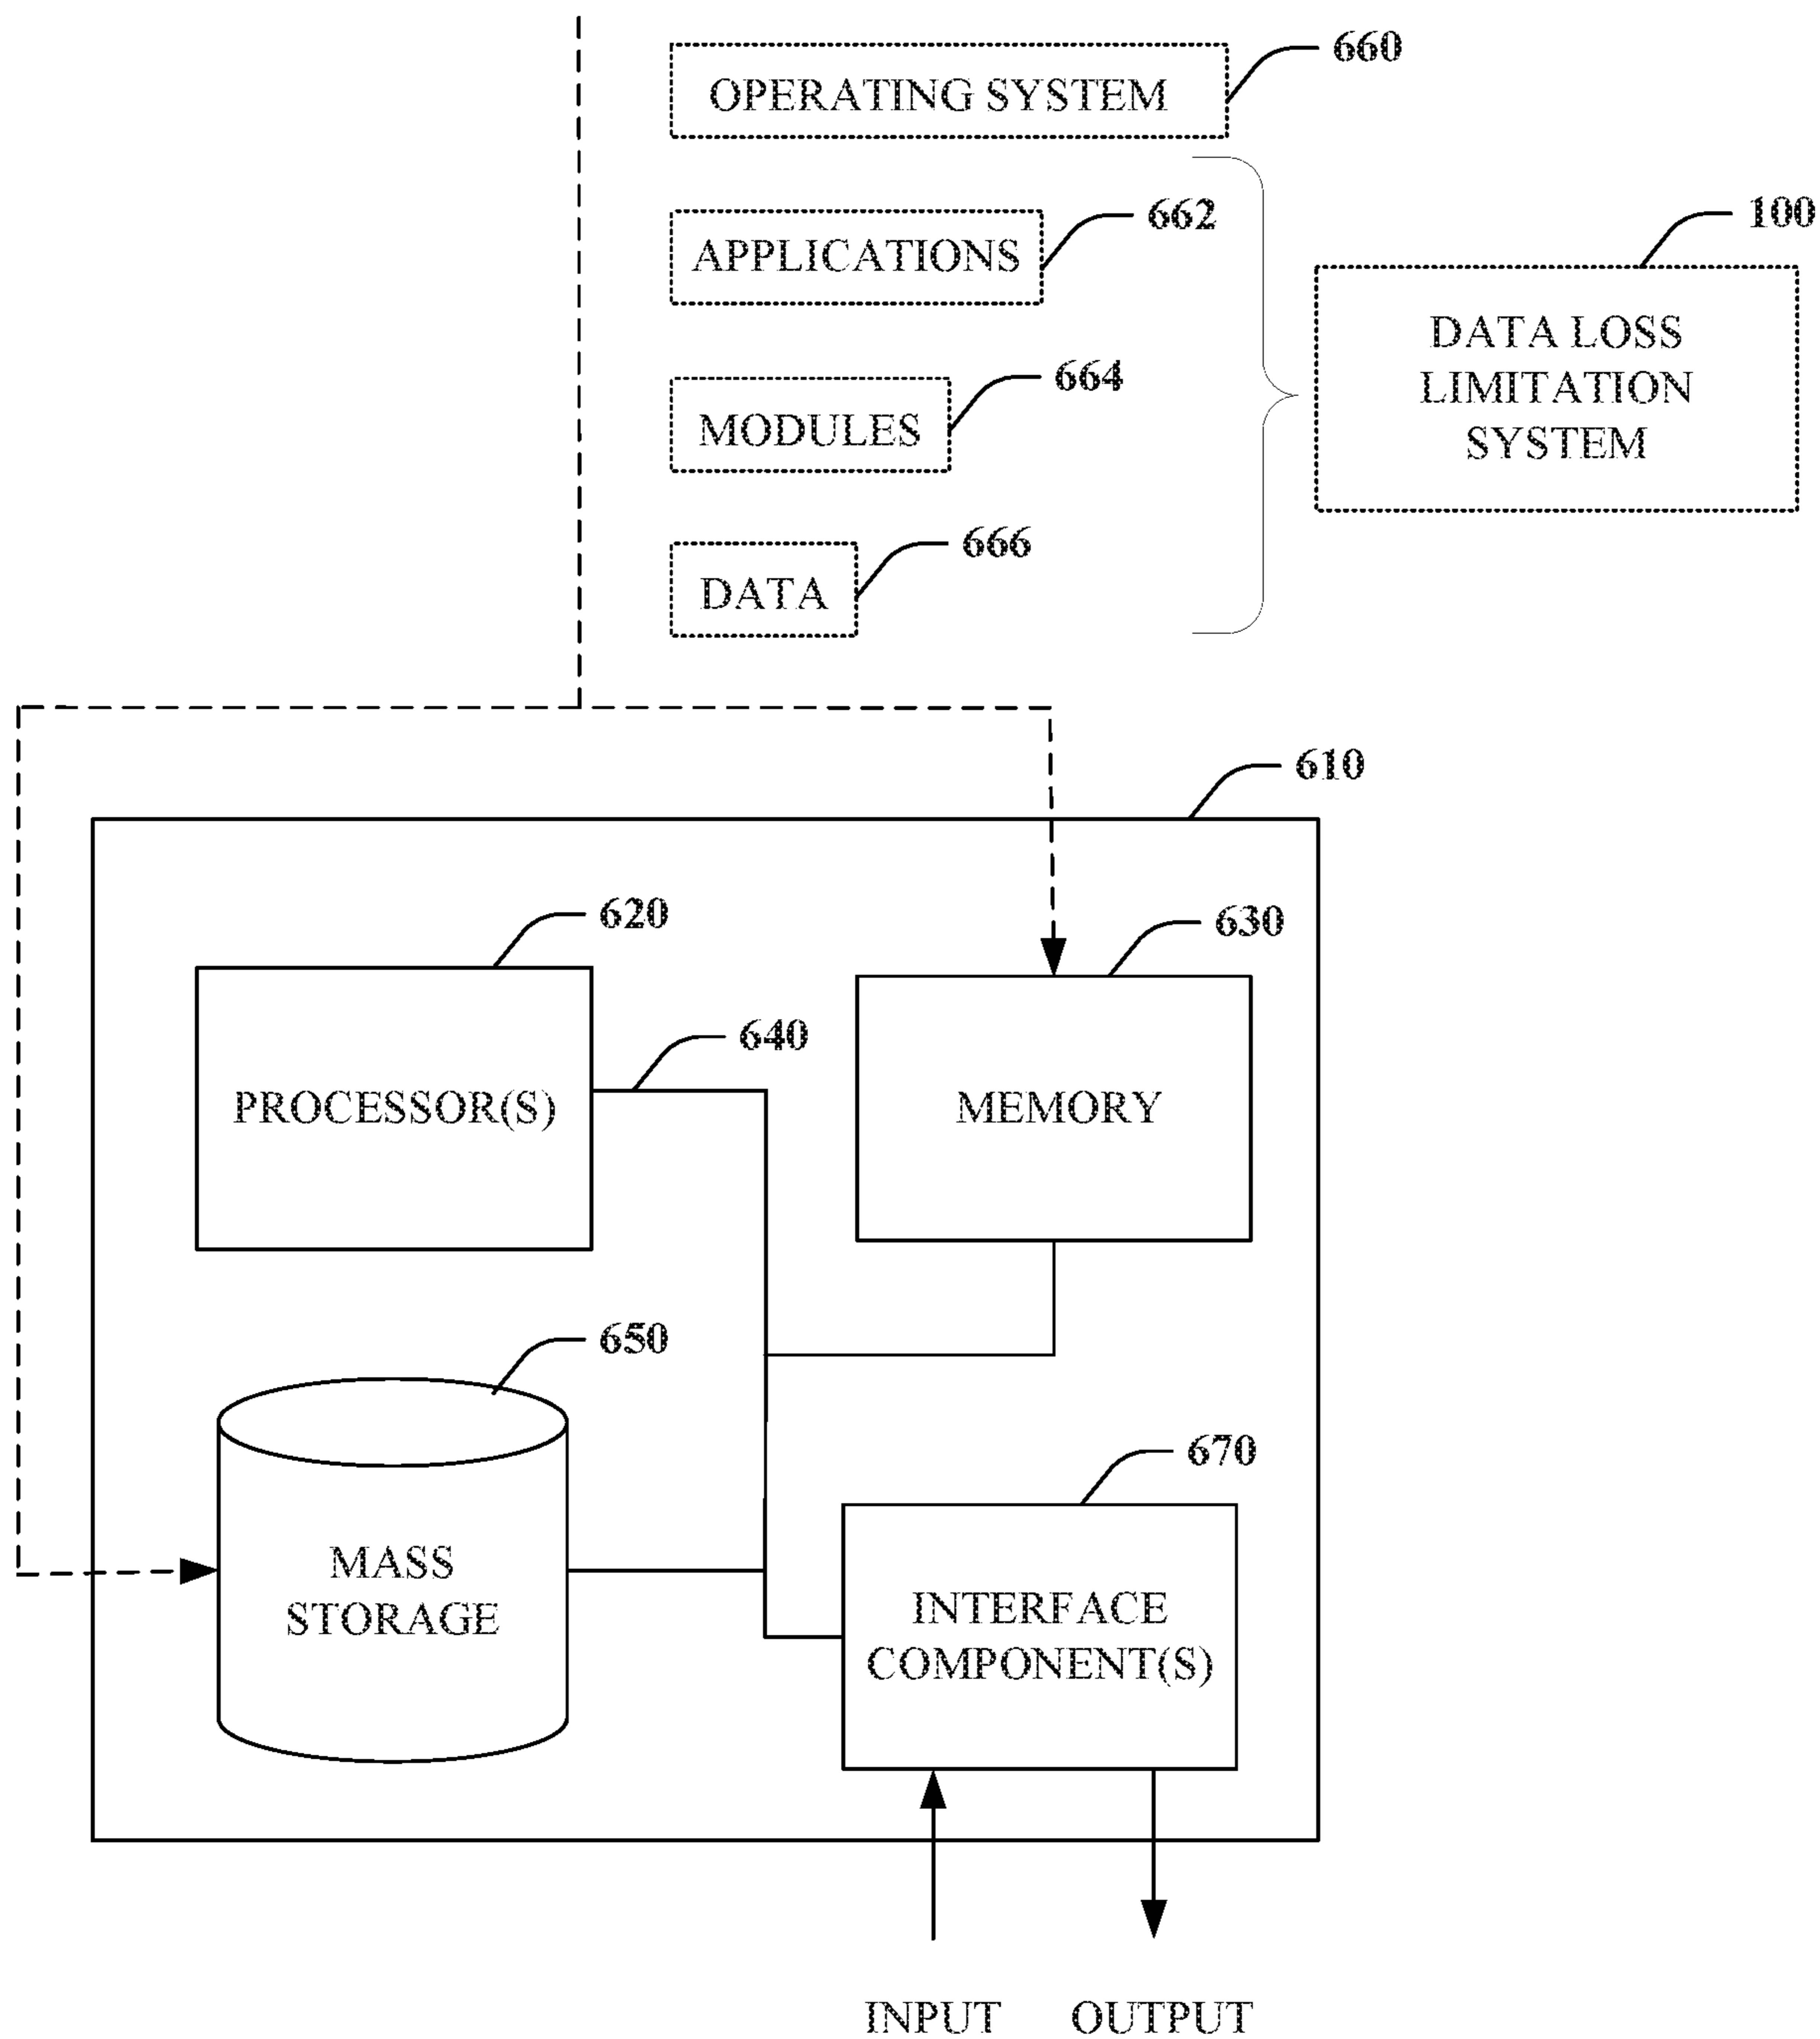 660
OPERATING SYSTEM
662
APPLICATIONS
100
DATA LOSS
LIMITATION
SYSTEM
664
MODULES
666
DATA
610
620
PROCESSOR(S)
630
MEMORY
640
650
MASS
STORAGE
670
INTERFACE
COMPONENT(S)
INPUT
OUTPUT